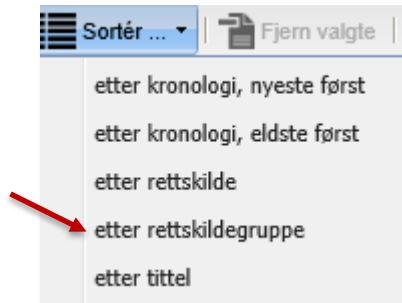 Sortér ... Fjern valgte
etter kronologi, nyeste først
etter kronologi, eldste først
etter rettskilde
etter rettskildegruppe
etter tittel